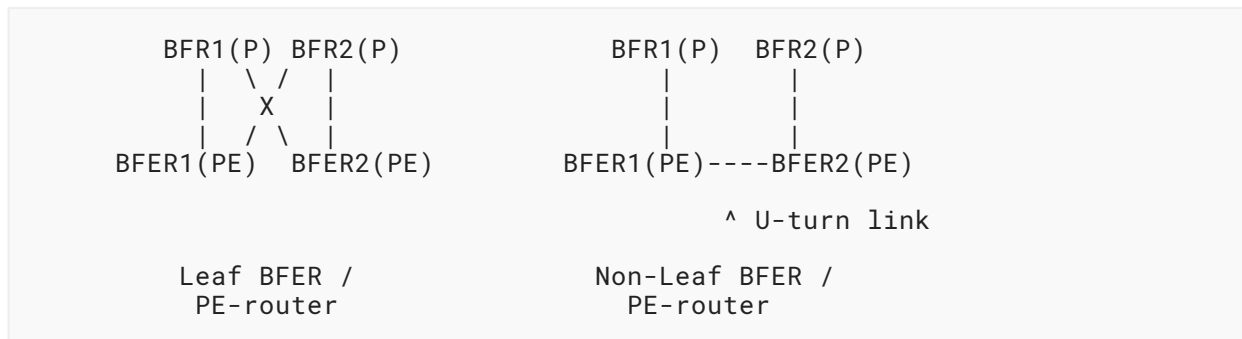 BFR1(P) BFR2(P) BFR1(P) BFR2(P)
| \ / | | |
| X | | |
| / \ | | |
BFER1(PE) BFER2(PE) BFER1(PE)----BFER2(PE)
^ U-turn link
Leaf BFER / Non-Leaf BFER /
PE-router PE-router